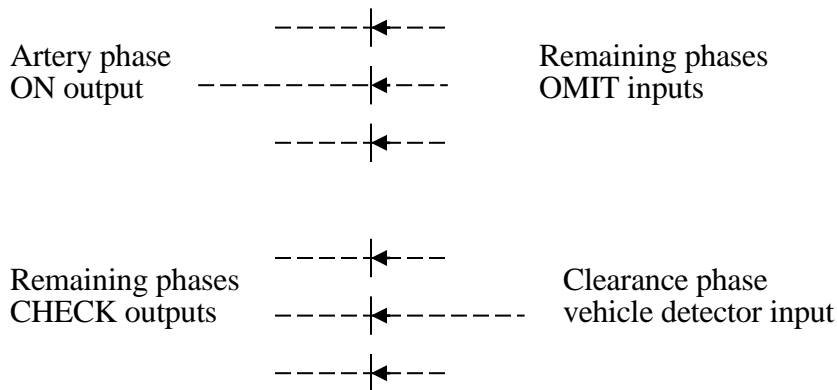 Artery phase
ON output
Remaining phases
OMIT inputs
Remaining phases
CHECK outputs
Clearance phase
vehicle detector input